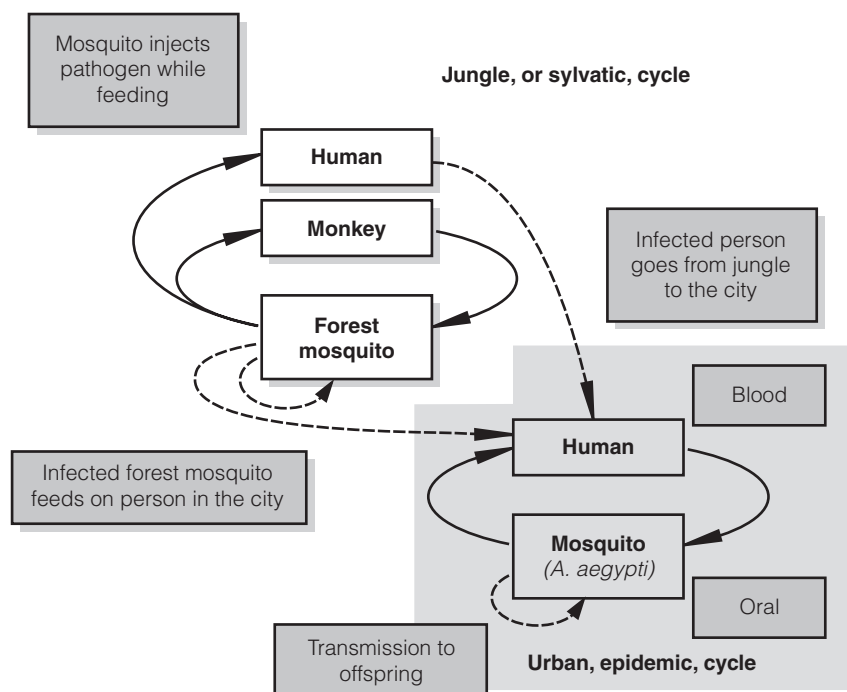 Mosquito injects
pathogen while
feeding
Jungle, or sylvatic, cycle
Human
Monkey
Forest
mosquito
Infected person
goes from jungle
to the city
Blood
Human
Infected forest mosquito
feeds on person in the city
Mosquito
(A. aegypti)
Oral
Transmission to
offspring
Urban, epidemic, cycle